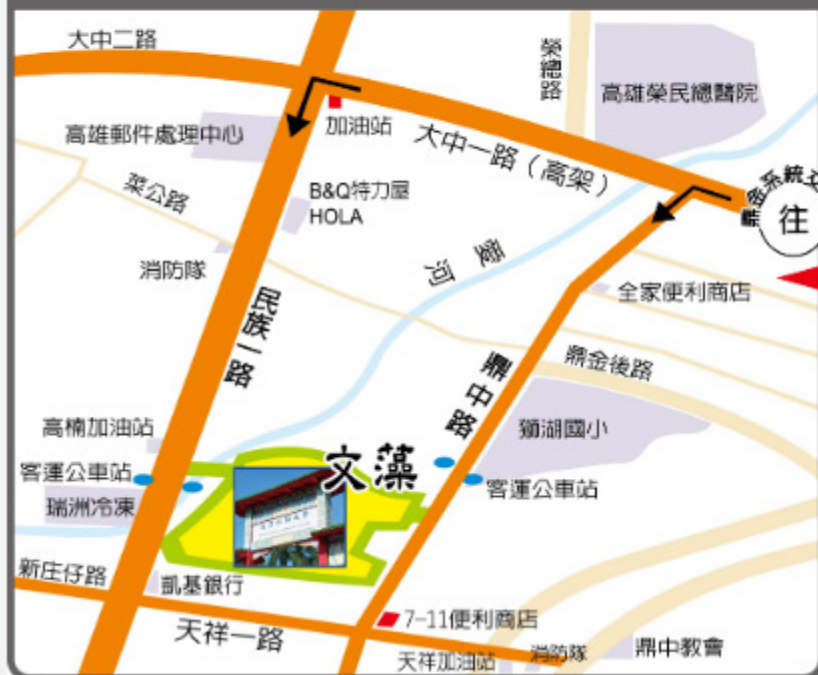 大中二路
榮總路
高雄榮民總醫院
加油站
高雄郵件處理中心
大中一路（高架）
鼎金系統交
往
菜公路
B&Q特力屋
HOLA
愛河
消防隊
全家便利商店
民族一路
鼎金後路
鼎中路
獅湖國小
高楠加油站
文藻
客運公車站
客運公車站
瑞洲冷凍
新庄仔路
凱基銀行
天祥一路
7-11便利商店
天祥加油站
消防隊
鼎中教會